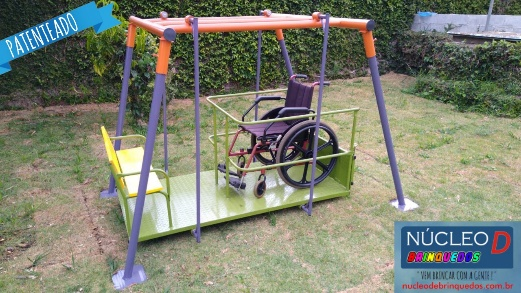 PATENTEADO
NÚCLEO D
BRINQUEDOS
"VEM BRINCAR COM A GENTE!"
nucleodebrinquedos.com.br